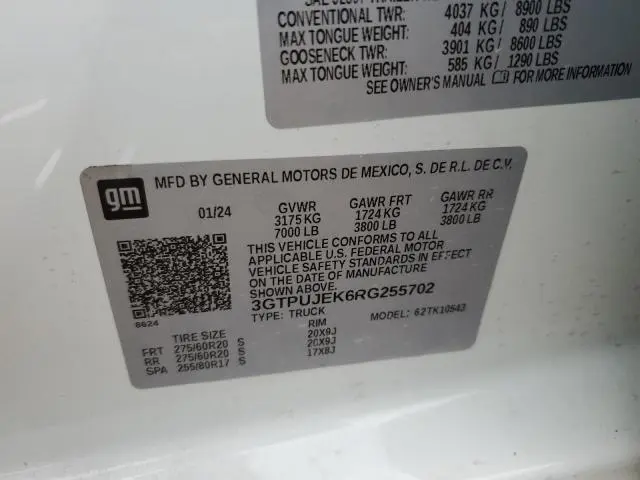 CONVENTIONAL TWR: 4037 KG/ 8900 LBS
MAX TONGUE WEIGHT: 404 KG/ 890 LBS
GOOSENECK TWR: 3901 KG/ 8600 LBS
MAX TONGUE WEIGHT: 585 KG/ 1290 LBS
SEE OWNER'S MANUAL FOR MORE INFORMATION
gm MFD BY GENERAL MOTORS DE MEXICO, S. DE R.L. DE C.V.
01/24 GVWR GAWR FRT GAWR RR
3175 KG 1724 KG 1724 KG
7000 LB 3800 LB 3800 LB
THIS VEHICLE CONFORMS TO ALL
APPLICABLE U.S. FEDERAL MOTOR
VEHICLE SAFETY STANDARDS IN EFFECT
ON THE DATE OF MANUFACTURE
SHOWN ABOVE.
3GTPUJEK6RG255702
TYPE: TRUCK MODEL: 62TK10543
8624
TIRE SIZE RIM
FRT 275/60R20 S 20X9J
RR 275/60R20 S 20X9J
SPA 255/80R17 S 17X8J